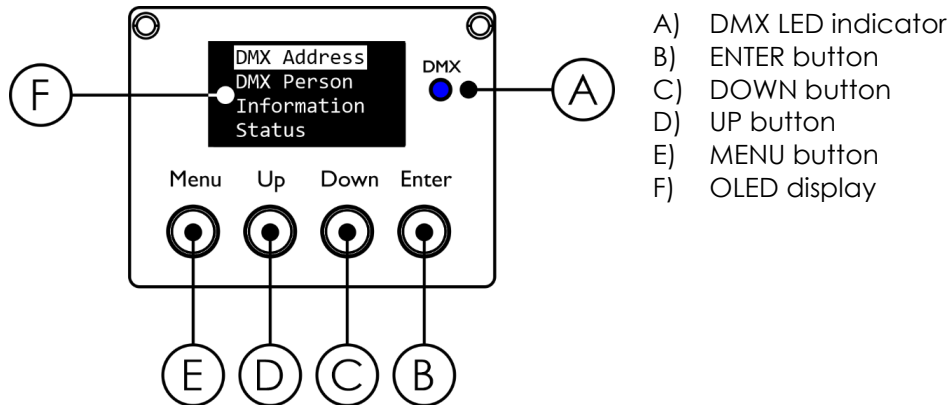 DMX Address
DMX Person
Information
Status
DMX
Menu Up Down Enter
F
A
E D C B
A) DMX LED indicator
B) ENTER button
C) DOWN button
D) UP button
E) MENU button
F) OLED display